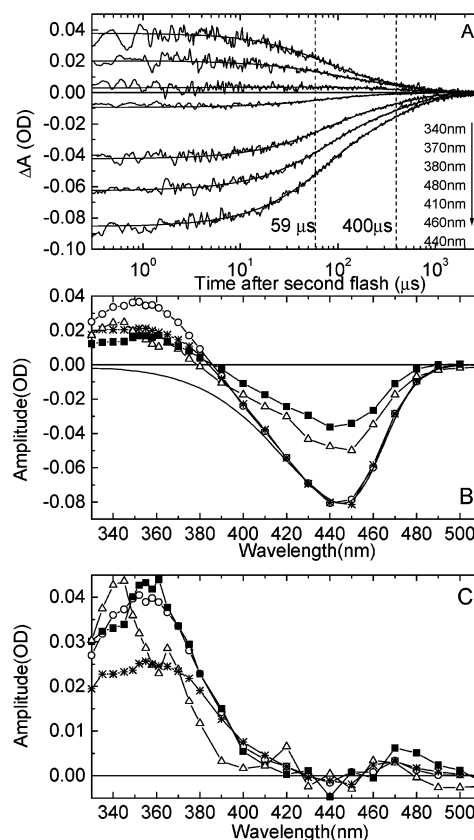 A
0.04
0.02
0.00
-0.02
-0.04
-0.06
-0.08
-0.10
ΔA (OD)
340nm
370nm
380nm
480nm
410nm
460nm
440nm
59 μs
400μs
10⁰ 10¹ 10² 10³
Time after second flash (μs)
0.04
0.02
0.00
-0.02
-0.04
-0.06
-0.08
Amplitude(OD)
B
340 360 380 400 420 440 460 480 500
Wavelength(nm)
C
0.04
0.03
0.02
0.01
0.00
Amplitude(OD)
340 360 380 400 420 440 460 480 500
Wavelength(nm)